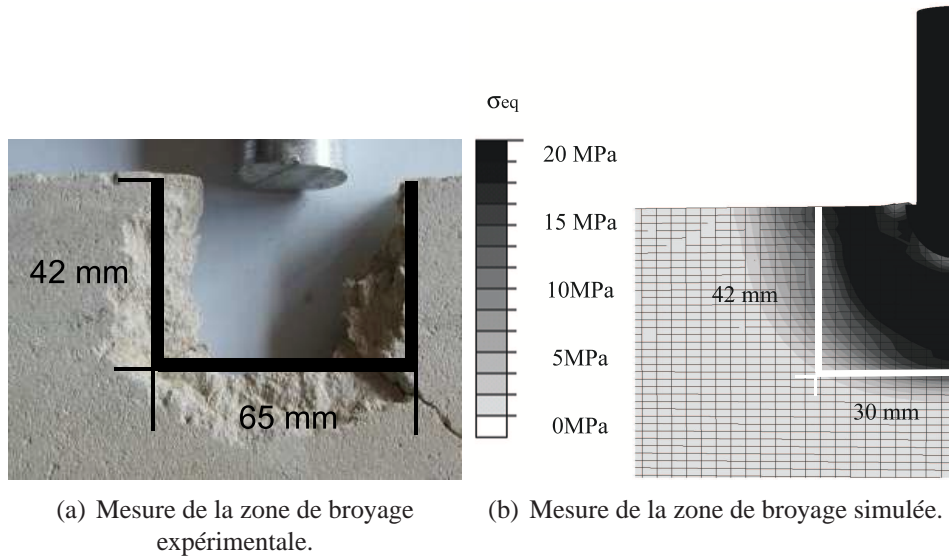 42 mm
65 mm
σeq
20 MPa
15 MPa
10MPa
5MPa
0MPa
42 mm
30 mm
(a) Mesure de la zone de broyage
expérimentale.
(b) Mesure de la zone de broyage simulée.